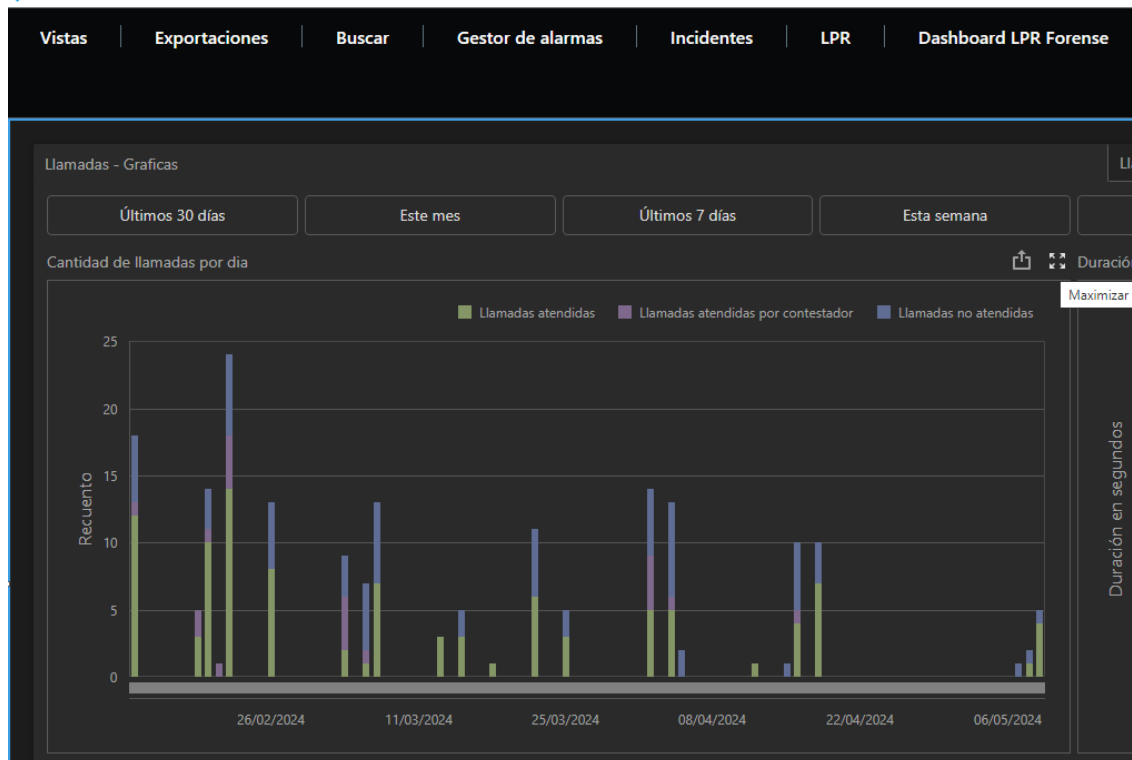 Vistas Exportaciones Buscar Gestor de alarmas Incidentes LPR Dashboard LPR Forense
Llamadas - Graficas
Últimos 30 días Este mes Últimos 7 días Esta semana
Cantidad de llamadas por dia
Maximizar
Llamadas atendidas Llamadas atendidas por contestador Llamadas no atendidas
25
20
15
10
5
0
Recuento
26/02/2024 11/03/2024 25/03/2024 08/04/2024 22/04/2024 06/05/2024
Duración en segundos